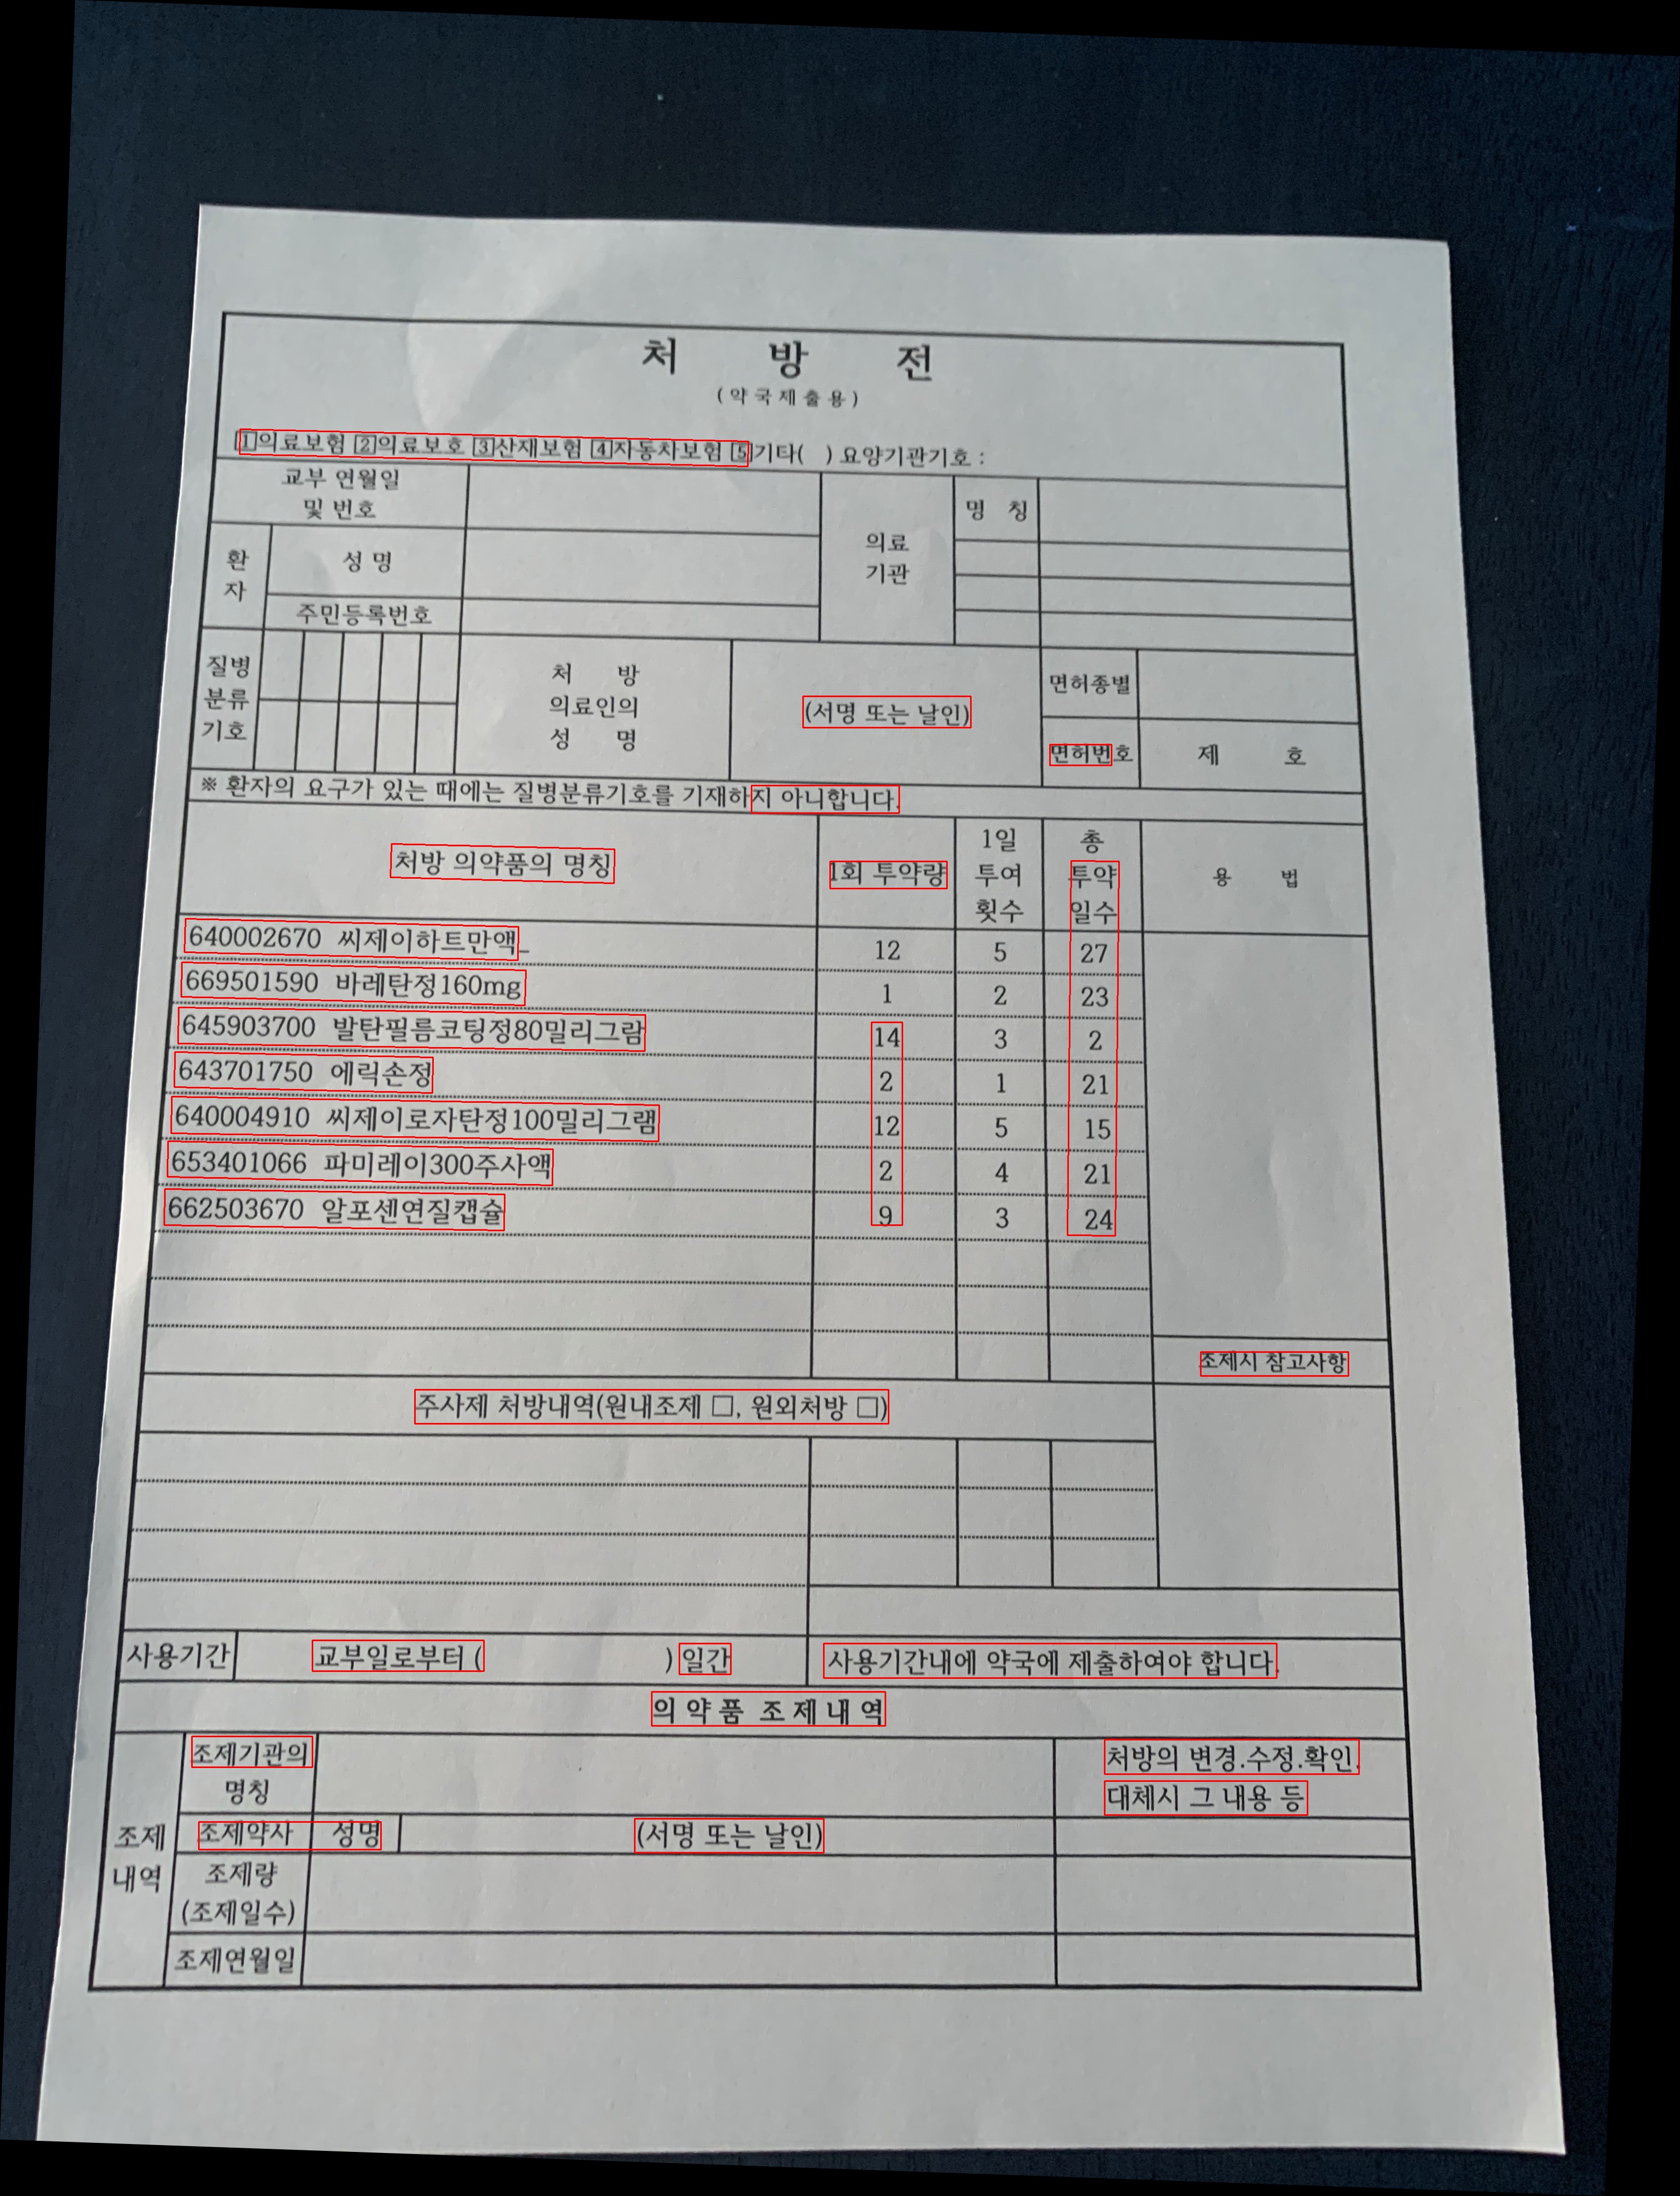 처 방 전
(약국제출용)
1의료보험 2의료보호 3산재보험 4자동차보험 5기타( ) 요양기관기호 :
교부 연월일
및 번호
의료
기관
명 칭
환
자
성 명
주민등록번호
질병
분류
기호
처 방
의료인의
성 명
(서명 또는 날인)
면허종별
면허번호
제 호
※ 환자의 요구가 있는 때에는 질병분류기호를 기재하지 아니합니다.
처방 의약품의 명칭
1회 투약량
1일
투여
횟수
총
투약
일수
용 법
640002670 씨제이하트만액_ 12 5 27
669501590 바레탄정160mg 1 2 23
645903700 발탄필름코팅정80밀리그람 14 3 2
643701750 에릭손정 2 1 21
640004910 씨제이로자탄정100밀리그램 12 5 15
653401066 파미레이300주사액 2 4 21
662503670 알포센연질캡슐 9 3 24
조제시 참고사항
주사제 처방내역(원내조제 □, 원외처방 □)
사용기간 교부일로부터 ( ) 일간 사용기간내에 약국에 제출하여야 합니다.
의 약 품 조 제 내 역
조제
내역
조제기관의
명칭
처방의 변경.수정.확인.
대체시 그 내용 등
조제약사 성명 (서명 또는 날인)
조제량
(조제일수)
조제연월일